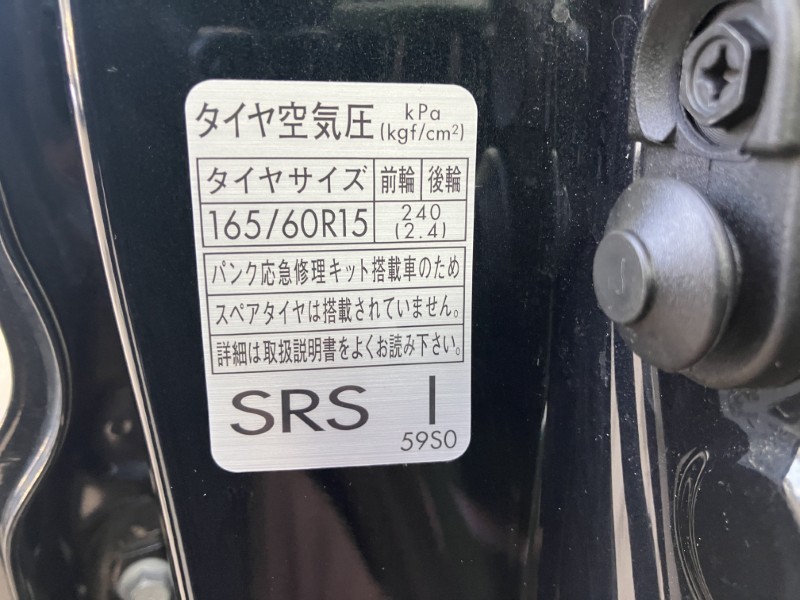 タイヤ空気圧 kPa (kgf/cm²)
タイヤサイズ 前輪 後輪
165/60R15 240 (2.4)
パンク応急修理キット搭載車のため
スペアタイヤは搭載されていません。
詳細は取扱説明書をよくお読み下さい。
SRS I
59S0